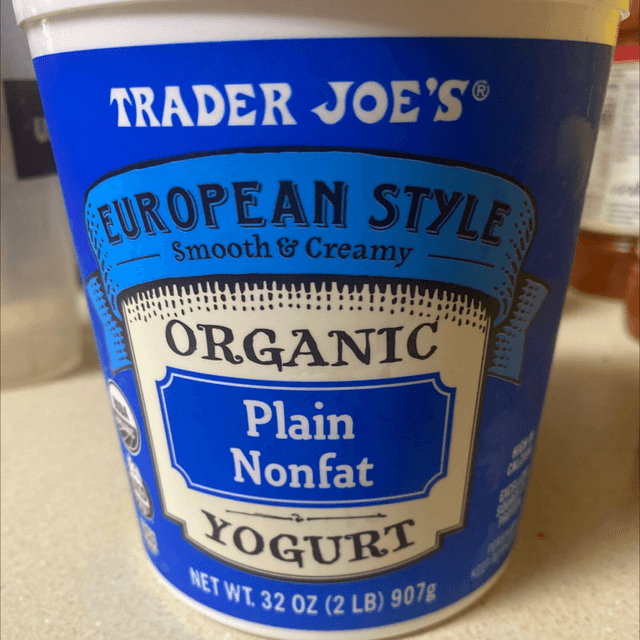 TRADER JOE'S®
EUROPEAN STYLE
Smooth & Creamy
ORGANIC
Plain
Nonfat
YOGURT
NET WT. 32 OZ (2 LB) 907g